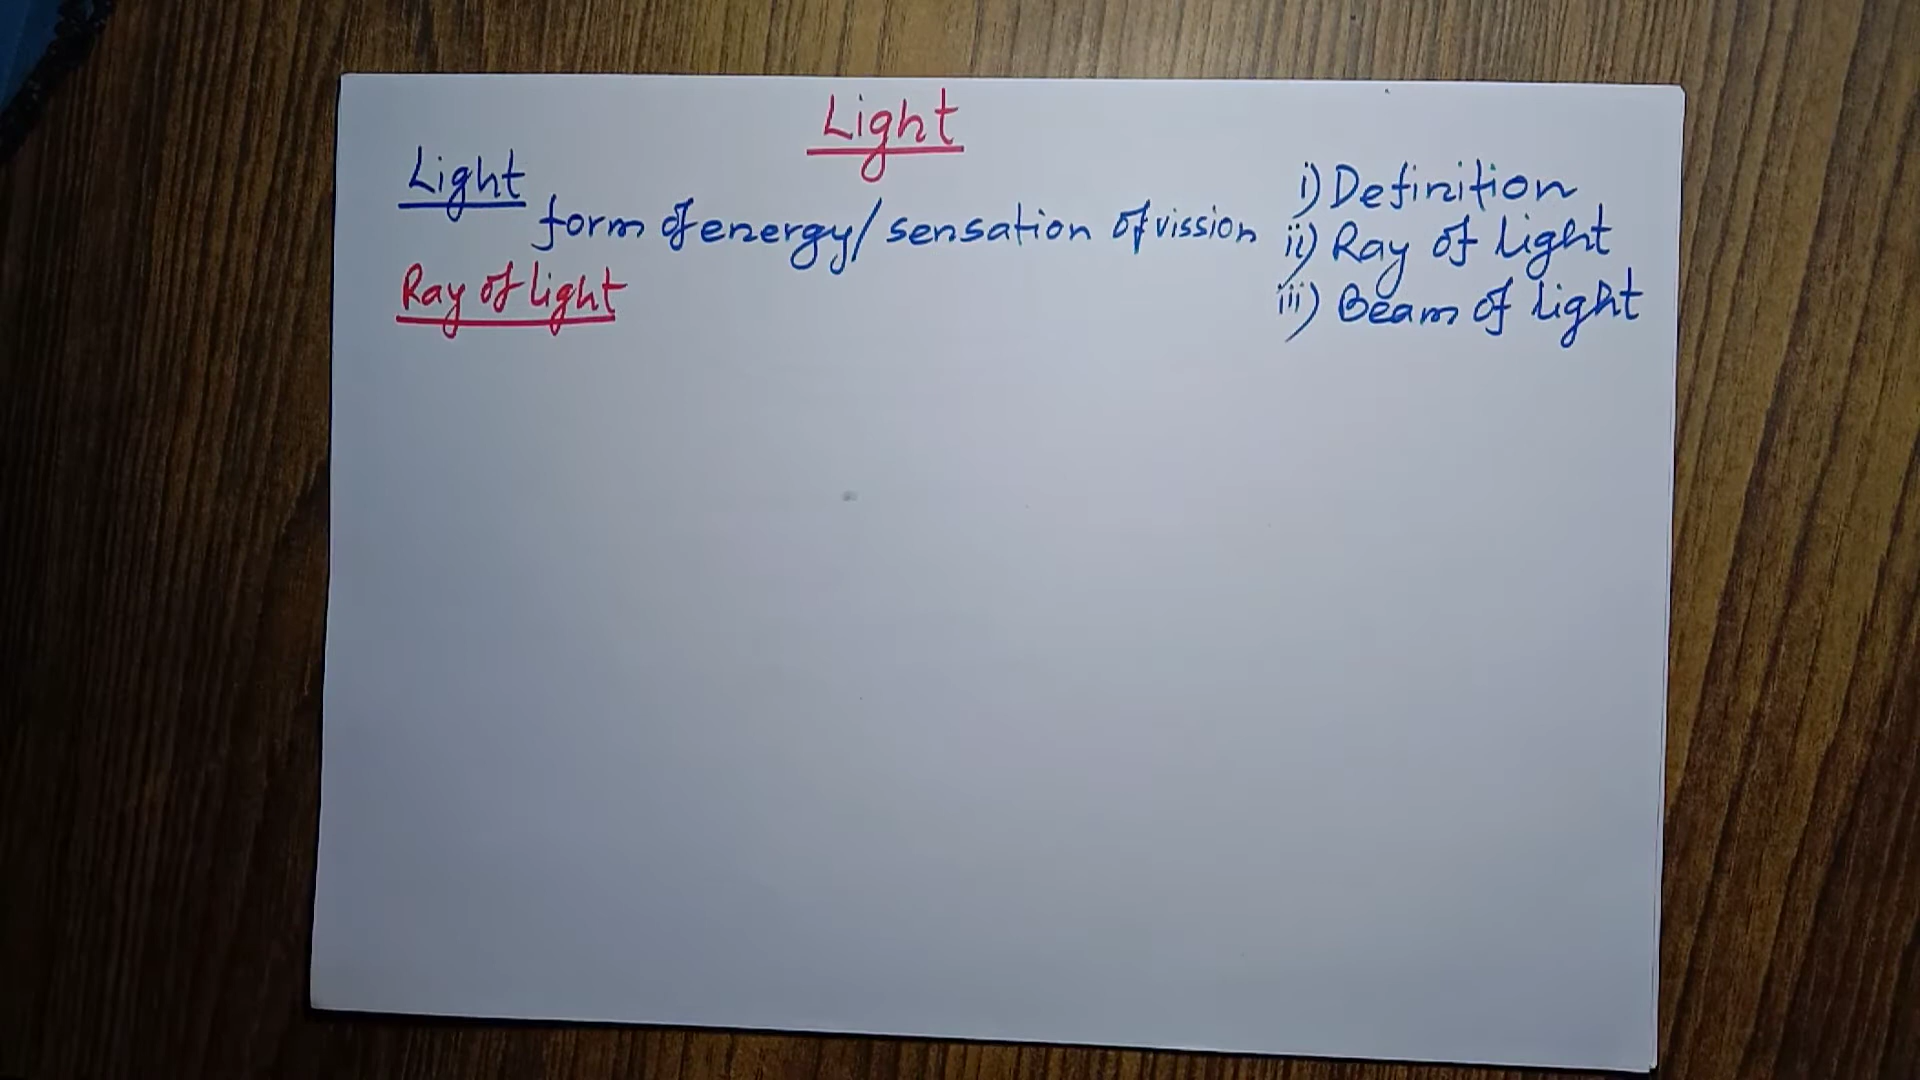 Light
Light
form of energy/ sensation of vission
Ray of light
i) Definition
ii) Ray of light
iii) Beam of light